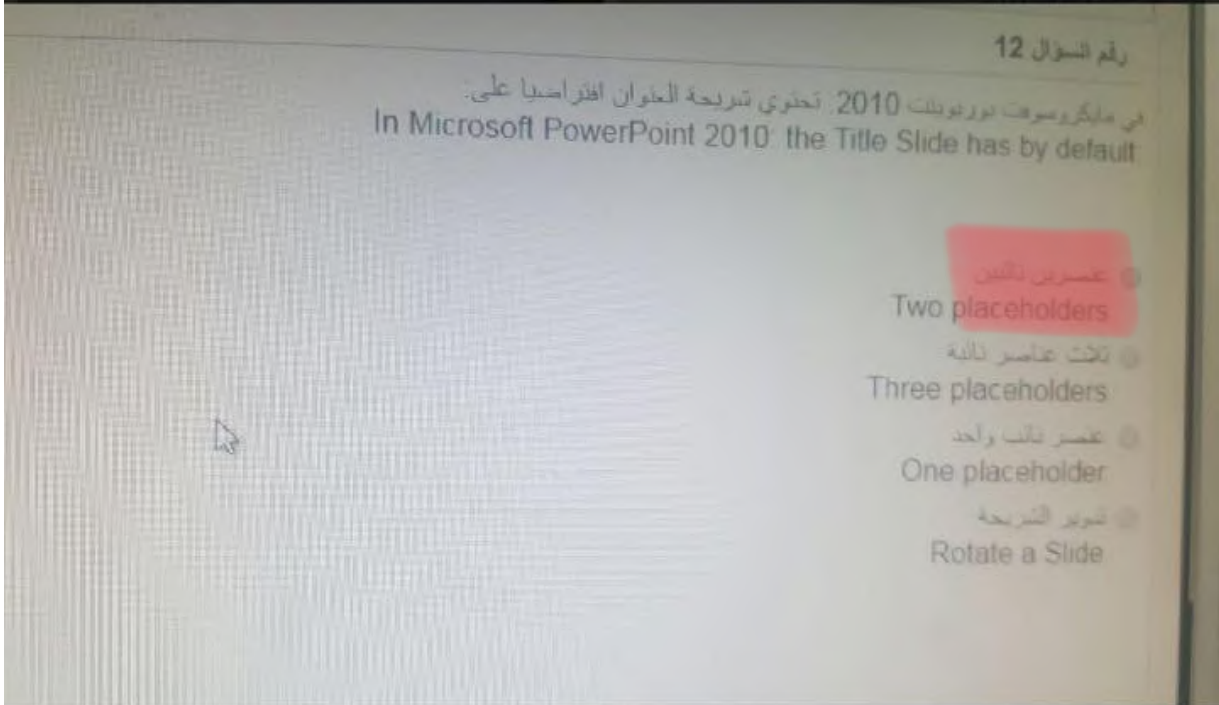 رقم السؤال 12
في مايكروسوفت بوربوينت 2010 تحتوي شريحة العنوان افتراضيا على:
In Microsoft PowerPoint 2010 the Title Slide has by default
عنصرين نائبين
Two placeholders
ثلاث عناصر نائبة
Three placeholders
عنصر نائب واحد
One placeholder
تدوير الشريحة
Rotate a Slide